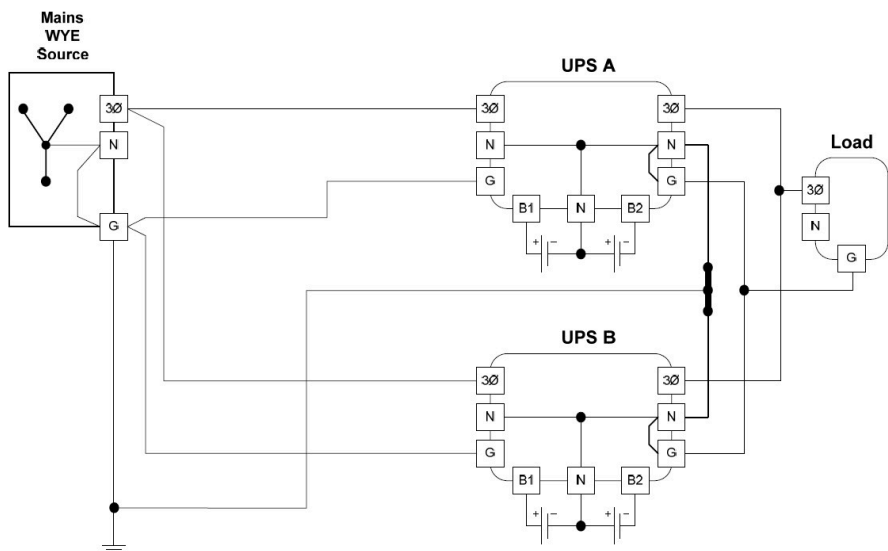 Mains
WYE
Source
3Ø
N
G
UPS A
3Ø
N
G
B1
N
B2
+ −
+ −
3Ø
N
G
Load
3Ø
N
G
UPS B
3Ø
N
G
B1
N
B2
+ −
+ −
3Ø
N
G